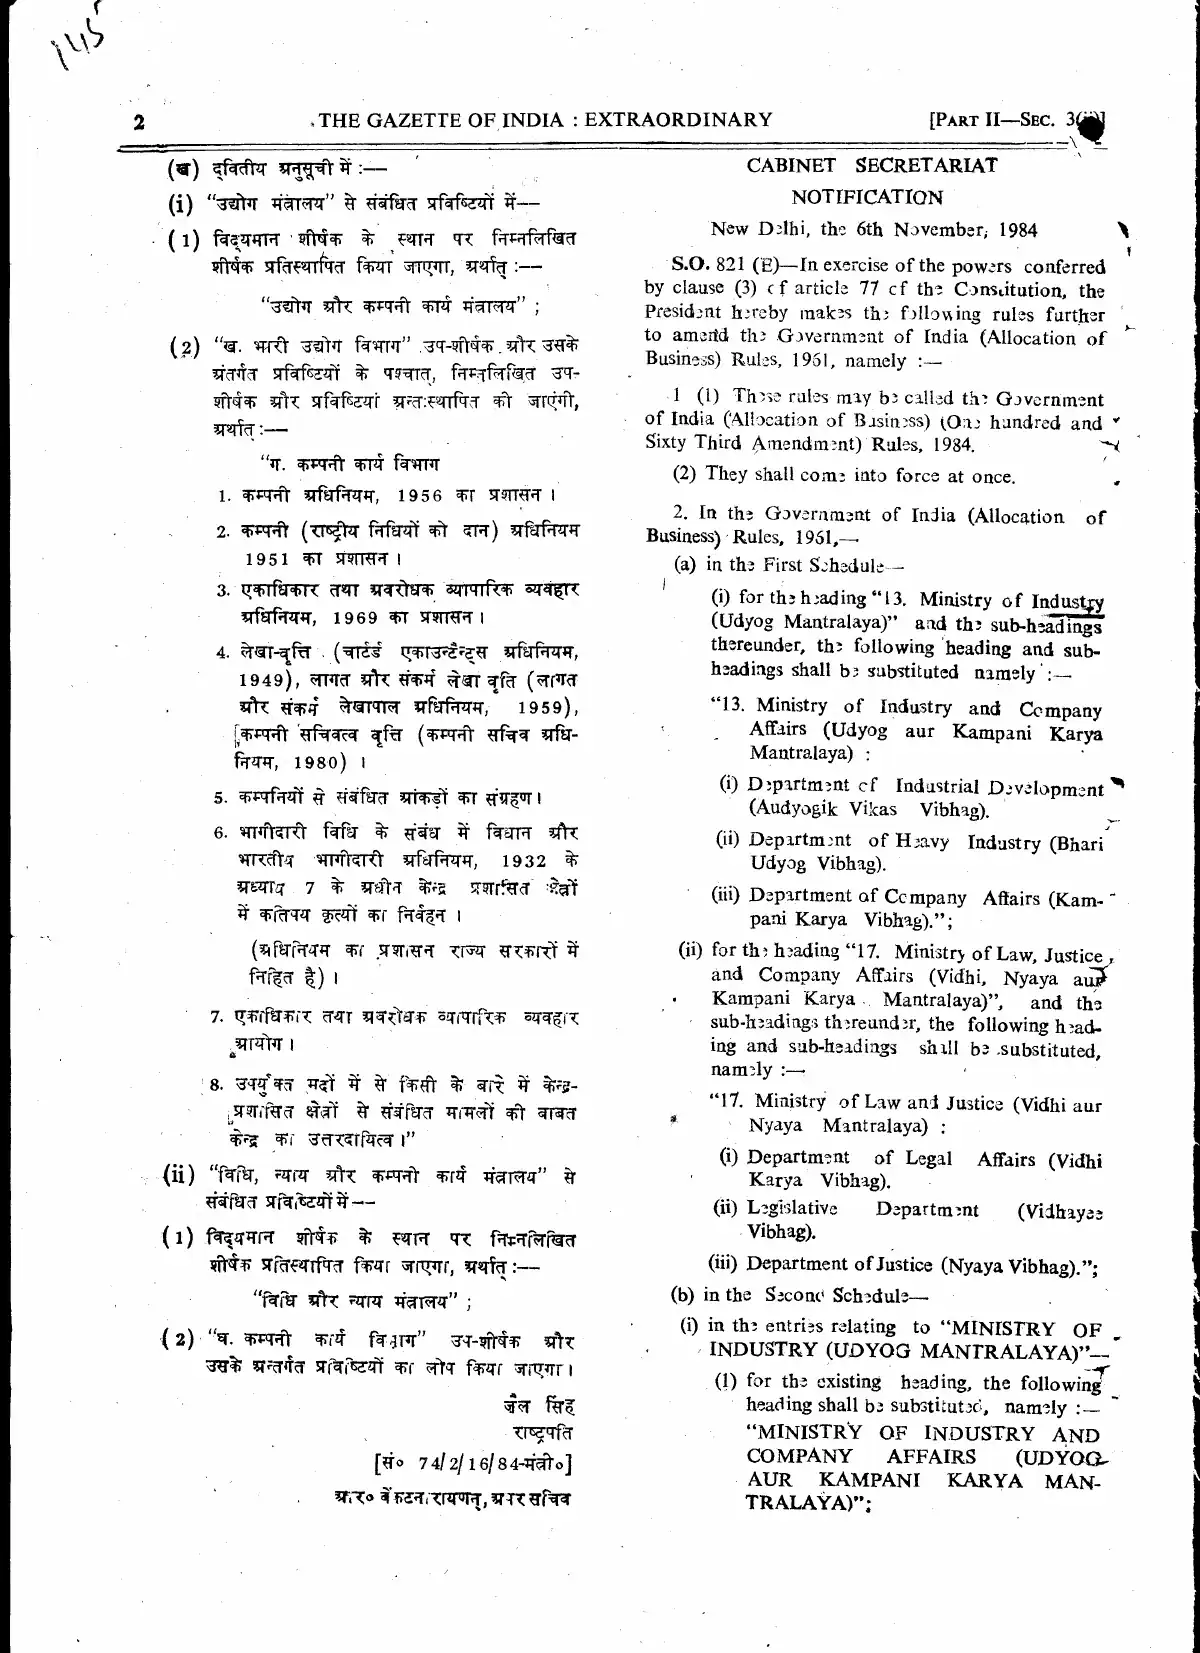 145
2
THE GAZETTE OF INDIA : EXTRAORDINARY
[PART II—SEC. 3(ii)]
(ख) द्वितीय अनुसूची में :—
(i) “उद्योग मंत्रालय” से संबंधित प्रविष्टियों में—
(1) विद्यमान शीर्षक के स्थान पर निम्नलिखित
शीर्षक प्रतिस्थापित किया जाएगा, अर्थात् :—
“उद्योग और कम्पनी कार्य मंत्रालय” ;
(2) “ख. भारी उद्योग विभाग” उप-शीर्षक और उसके
अंतर्गत प्रविष्टियों के पश्चात्, निम्नलिखित उप-
शीर्षक और प्रविष्टियां अन्तःस्थापित की जाएंगी,
अर्थात् :—
“ग. कम्पनी कार्य विभाग
1. कम्पनी अधिनियम, 1956 का प्रशासन ।
2. कम्पनी (राष्ट्रीय निधियों को दान) अधिनियम
1951 का प्रशासन ।
3. एकाधिकार तथा अवरोधक व्यापारिक व्यवहार
अधिनियम, 1969 का प्रशासन ।
4. लेखा-वृत्ति (चार्टर्ड एकाउन्टैन्ट्स अधिनियम,
1949), लागत और संकर्म लेखा वृति (लागत
और संकर्म लेखापाल अधिनियम, 1959),
कम्पनी सचिवत्व वृत्ति (कम्पनी सचिव अधि-
नियम, 1980) ।
5. कम्पनियों से संबंधित आंकड़ों का संग्रहण ।
6. भागीदारी विधि के संबंध में विधान और
भारतीय भागीदारी अधिनियम, 1932 के
अध्याय 7 के अधीन केन्द्र प्रशासित क्षेत्रों
में कतिपय कृत्यों का निर्वहन ।
(अधिनियम का प्रशासन राज्य सरकारों में
निहित है) ।
7. एकाधिकार तथा अवरोधक व्यापारिक व्यवहार
आयोग ।
8. उपर्युक्त मदों में से किसी के बारे में केन्द्र-
प्रशासित क्षेत्रों से संबंधित मामलों की बाबत
केन्द्र का उत्तरदायित्व ।”
(ii) “विधि, न्याय और कम्पनी कार्य मंत्रालय” से
संबंधित प्रविष्टियों में—
(1) विद्यमान शीर्षक के स्थान पर निम्नलिखित
शीर्षक प्रतिस्थापित किया जाएगा, अर्थात् :—
“विधि और न्याय मंत्रालय” ;
(2) “घ. कम्पनी कार्य विभाग” उप-शीर्षक और
उसके अन्तर्गत प्रविष्टियों का लोप किया जाएगा ।
जैल सिंह
राष्ट्रपति
[सं० 74/2/16/84-मंत्री०]
आर० वेंकटनारायणन्, अपर सचिव
CABINET SECRETARIAT
NOTIFICATION
New Delhi, the 6th November, 1984
S.O. 821 (E)—In exercise of the powers conferred
by clause (3) of article 77 of the Constitution, the
President hereby makes the following rules further
to amend the Government of India (Allocation of
Business) Rules, 1961, namely :—
1 (1) These rules may be called the Government
of India (Allocation of Business) (One hundred and
Sixty Third Amendment) Rules, 1984.
(2) They shall come into force at once.
2. In the Government of India (Allocation of
Business) Rules, 1961,—
(a) in the First Schedule—
(i) for the heading “13. Ministry of Industry
(Udyog Mantralaya)” and the sub-headings
thereunder, the following heading and sub-
headings shall be substituted namely :—
“13. Ministry of Industry and Company
Affairs (Udyog aur Kampani Karya
Mantralaya) :
(i) Department of Industrial Development
(Audyogik Vikas Vibhag).
(ii) Department of Heavy Industry (Bhari
Udyog Vibhag).
(iii) Department of Company Affairs (Kam-
pani Karya Vibhag).”;
(ii) for the heading “17. Ministry of Law, Justice
and Company Affairs (Vidhi, Nyaya aur
Kampani Karya Mantralaya)”, and the
sub-headings thereunder, the following head-
ing and sub-headings shall be substituted,
namely :—
“17. Ministry of Law and Justice (Vidhi aur
Nyaya Mantralaya) :
(i) Department of Legal Affairs (Vidhi
Karya Vibhag).
(ii) Legislative Department (Vidhayee
Vibhag).
(iii) Department of Justice (Nyaya Vibhag).”;
(b) in the Second Schedule—
(i) in the entries relating to “MINISTRY OF
INDUSTRY (UDYOG MANTRALAYA)”—
(1) for the existing heading, the following
heading shall be substituted, namely :—
“MINISTRY OF INDUSTRY AND
COMPANY AFFAIRS (UDYOG
AUR KAMPANI KARYA MAN-
TRALAYA)”;